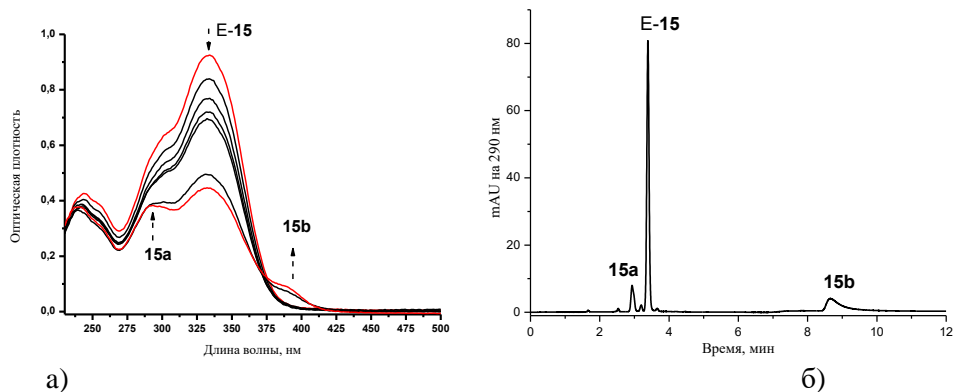 E-15
15a
15b
Оптическая плотность
1,0
0,8
0,6
0,4
0,2
0,0
250
275
300
325
350
375
400
425
450
475
500
Длина волны, нм
а)
E-15
15a
15b
mAU на 290 нм
80
60
40
20
0
0
2
4
6
8
10
12
Время, мин
б)